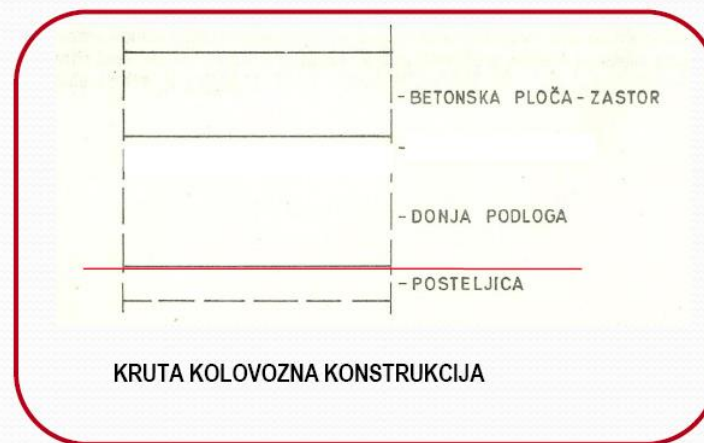 - BETONSKA PLOČA - ZASTOR
-
- DONJA PODLOGA
- POSTELJICA
KRUTA KOLOVOZNA KONSTRUKCIJA